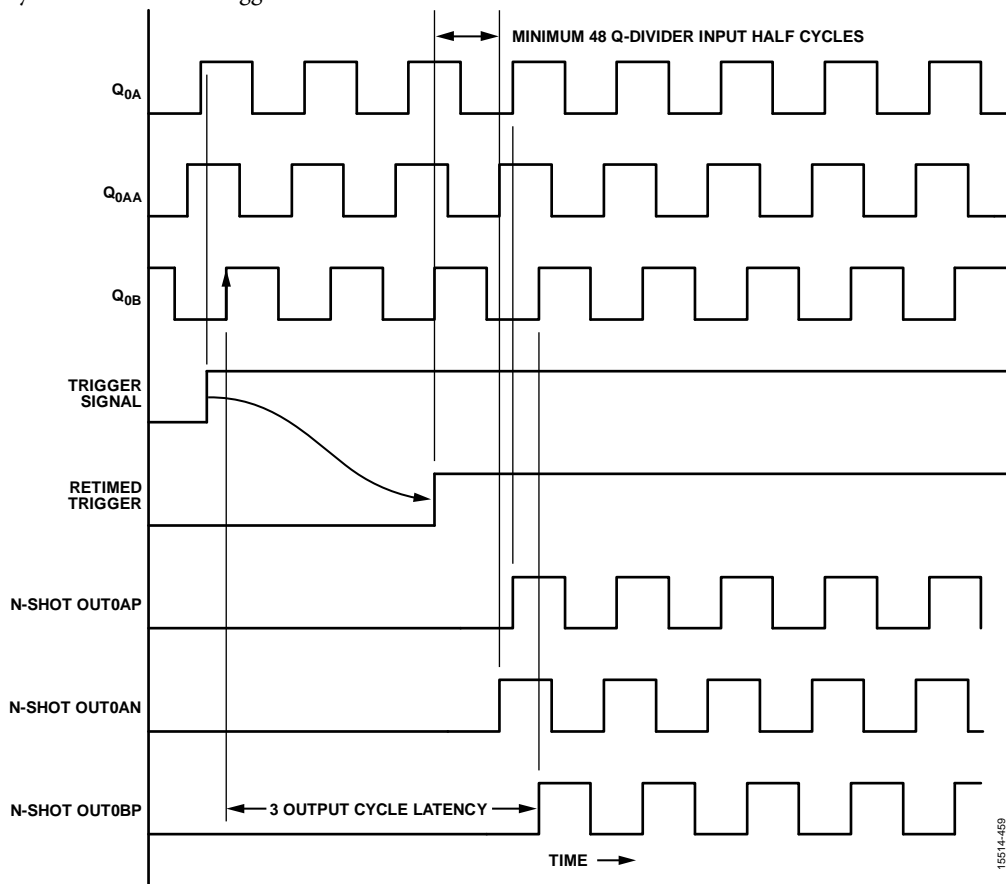 MINIMUM 48 Q-DIVIDER INPUT HALF CYCLES
Q0A
Q0AA
Q0B
TRIGGER
SIGNAL
RETIMED
TRIGGER
N-SHOT OUT0AP
N-SHOT OUT0AN
N-SHOT OUT0BP
3 OUTPUT CYCLE LATENCY
TIME
15514-459